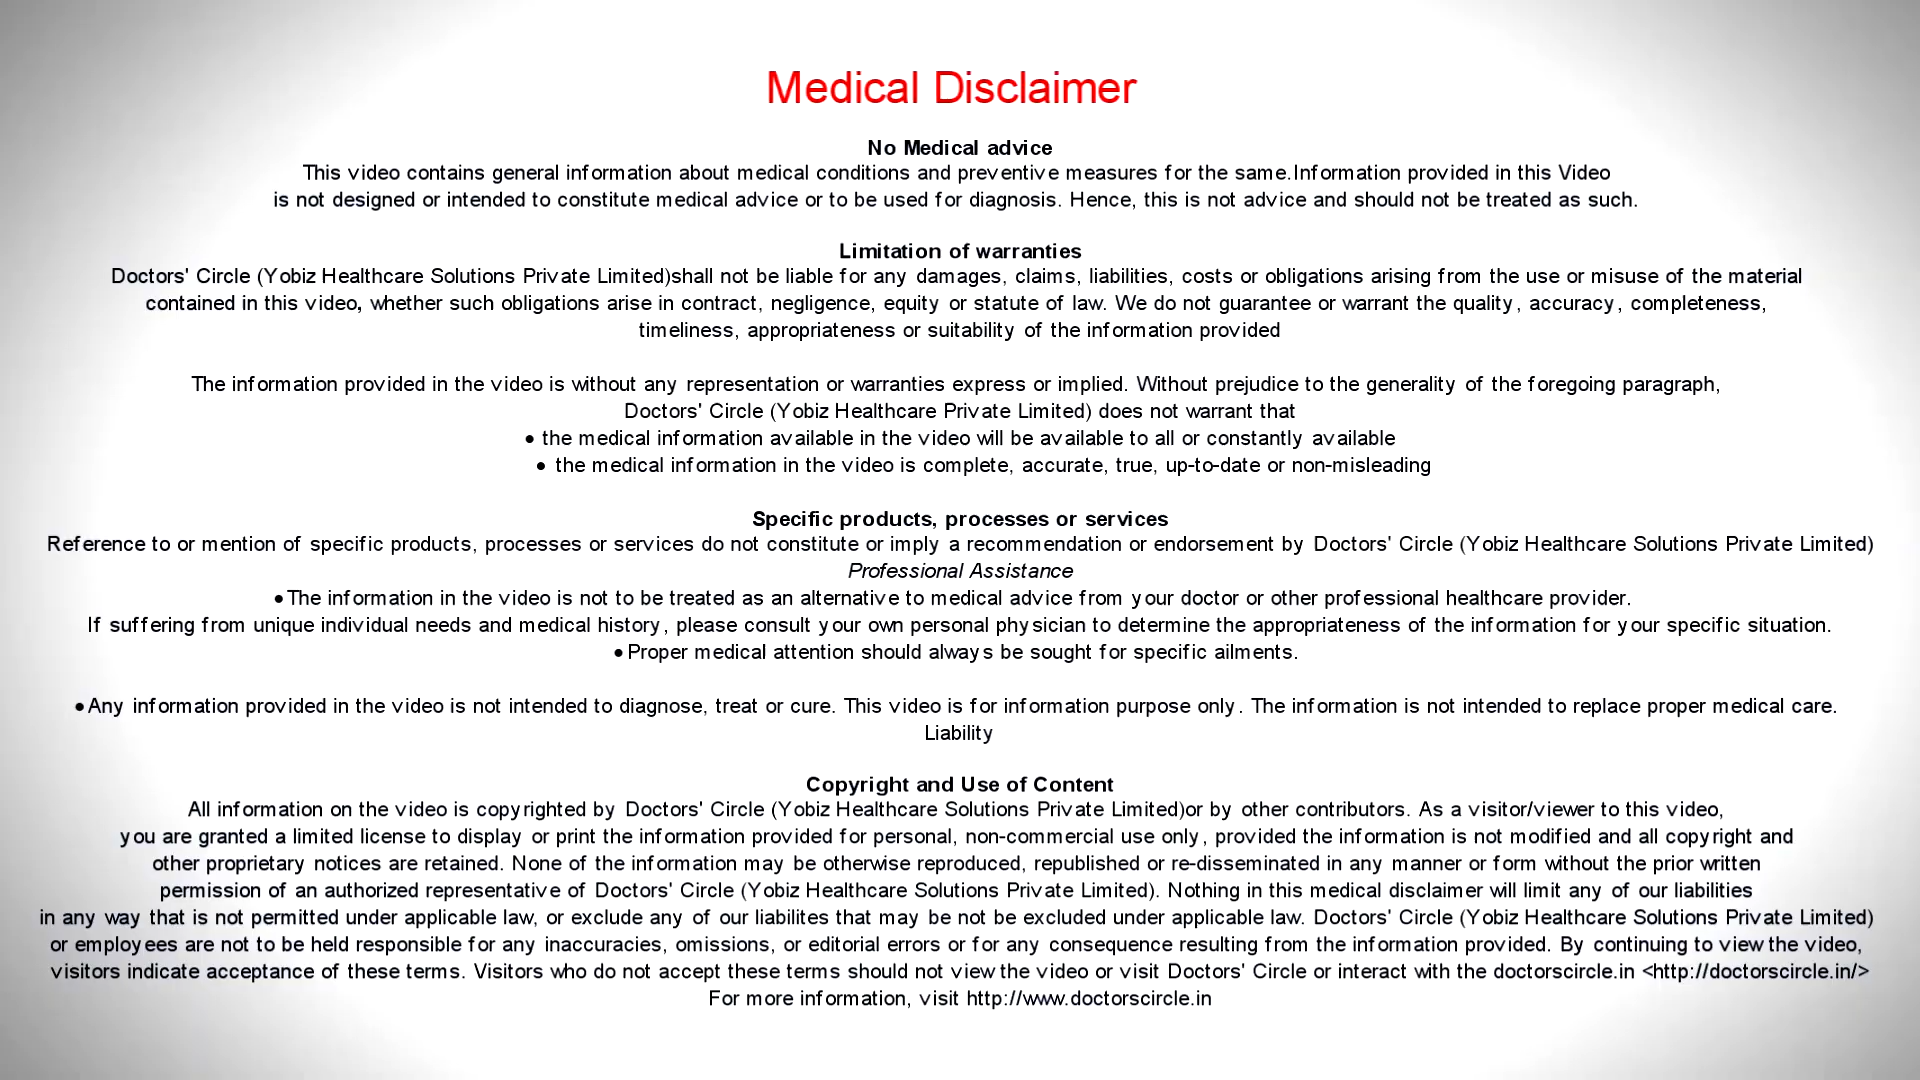 Medical Disclaimer
No Medical advice
This video contains general information about medical conditions and preventive measures for the same.Information provided in this Video
is not designed or intended to constitute medical advice or to be used for diagnosis. Hence, this is not advice and should not be treated as such.
Limitation of warranties
Doctors' Circle (Yobiz Healthcare Solutions Private Limited)shall not be liable for any damages, claims, liabilities, costs or obligations arising from the use or misuse of the material
contained in this video, whether such obligations arise in contract, negligence, equity or statute of law. We do not guarantee or warrant the quality, accuracy, completeness,
timeliness, appropriateness or suitability of the information provided
The information provided in the video is without any representation or warranties express or implied. Without prejudice to the generality of the foregoing paragraph,
Doctors' Circle (Yobiz Healthcare Private Limited) does not warrant that
• the medical information available in the video will be available to all or constantly available
• the medical information in the video is complete, accurate, true, up-to-date or non-misleading
Specific products, processes or services
Reference to or mention of specific products, processes or services do not constitute or imply a recommendation or endorsement by Doctors' Circle (Yobiz Healthcare Solutions Private Limited)
Professional Assistance
•The information in the video is not to be treated as an alternative to medical advice from your doctor or other professional healthcare provider.
If suffering from unique individual needs and medical history, please consult your own personal physician to determine the appropriateness of the information for your specific situation.
•Proper medical attention should always be sought for specific ailments.
•Any information provided in the video is not intended to diagnose, treat or cure. This video is for information purpose only. The information is not intended to replace proper medical care.
Liability
Copyright and Use of Content
All information on the video is copyrighted by Doctors' Circle (Yobiz Healthcare Solutions Private Limited)or by other contributors. As a visitor/viewer to this video,
you are granted a limited license to display or print the information provided for personal, non-commercial use only, provided the information is not modified and all copyright and
other proprietary notices are retained. None of the information may be otherwise reproduced, republished or re-disseminated in any manner or form without the prior written
permission of an authorized representative of Doctors' Circle (Yobiz Healthcare Solutions Private Limited). Nothing in this medical disclaimer will limit any of our liabilities
in any way that is not permitted under applicable law, or exclude any of our liabilites that may be not be excluded under applicable law. Doctors' Circle (Yobiz Healthcare Solutions Private Limited)
or employees are not to be held responsible for any inaccuracies, omissions, or editorial errors or for any consequence resulting from the information provided. By continuing to view the video,
visitors indicate acceptance of these terms. Visitors who do not accept these terms should not view the video or visit Doctors' Circle or interact with the doctorscircle.in <http://doctorscircle.in/>
For more information, visit http://www.doctorscircle.in